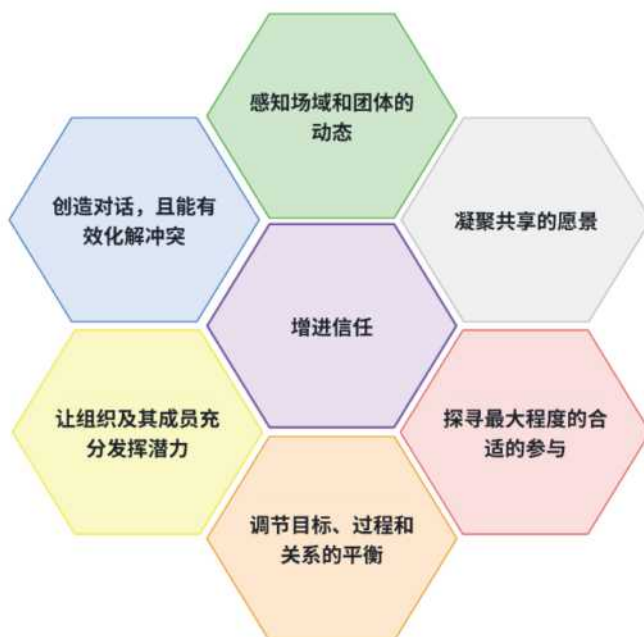 感知场域和团体的
动态
创造对话，且能有
效化解冲突
凝聚共享的愿景
增进信任
让组织及其成员充
分发挥潜力
探寻最大程度的合
适的参与
调节目标、过程和
关系的平衡